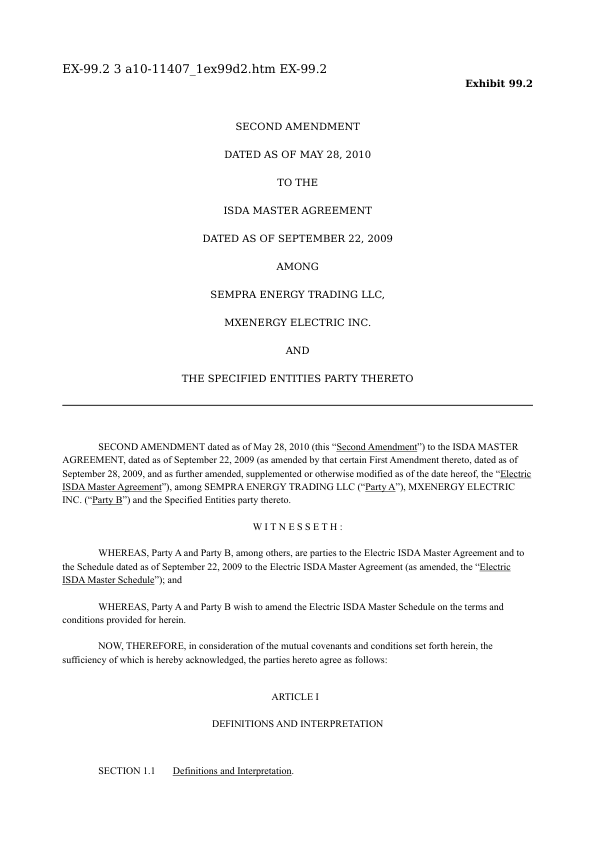 EX-99.2 3 a10-11407_1ex99d2.htm EX-99.2
Exhibit 99.2
SECOND AMENDMENT
DATED AS OF MAY 28, 2010
TO THE
ISDA MASTER AGREEMENT
DATED AS OF SEPTEMBER 22, 2009
AMONG
SEMPRA ENERGY TRADING LLC,
MXENERGY ELECTRIC INC.
AND
THE SPECIFIED ENTITIES PARTY THERETO
SECOND AMENDMENT dated as of May 28, 2010 (this “Second Amendment”) to the ISDA MASTER
AGREEMENT, dated as of September 22, 2009 (as amended by that certain First Amendment thereto, dated as of
September 28, 2009, and as further amended, supplemented or otherwise modified as of the date hereof, the “Electric
ISDA Master Agreement”), among SEMPRA ENERGY TRADING LLC (“Party A”), MXENERGY ELECTRIC
INC. (“Party B”) and the Specified Entities party thereto.
W I T N E S S E T H :
WHEREAS, Party A and Party B, among others, are parties to the Electric ISDA Master Agreement and to
the Schedule dated as of September 22, 2009 to the Electric ISDA Master Agreement (as amended, the “Electric
ISDA Master Schedule”); and
WHEREAS, Party A and Party B wish to amend the Electric ISDA Master Schedule on the terms and
conditions provided for herein.
NOW, THEREFORE, in consideration of the mutual covenants and conditions set forth herein, the
sufficiency of which is hereby acknowledged, the parties hereto agree as follows:
ARTICLE I
DEFINITIONS AND INTERPRETATION
SECTION 1.1 Definitions and Interpretation.